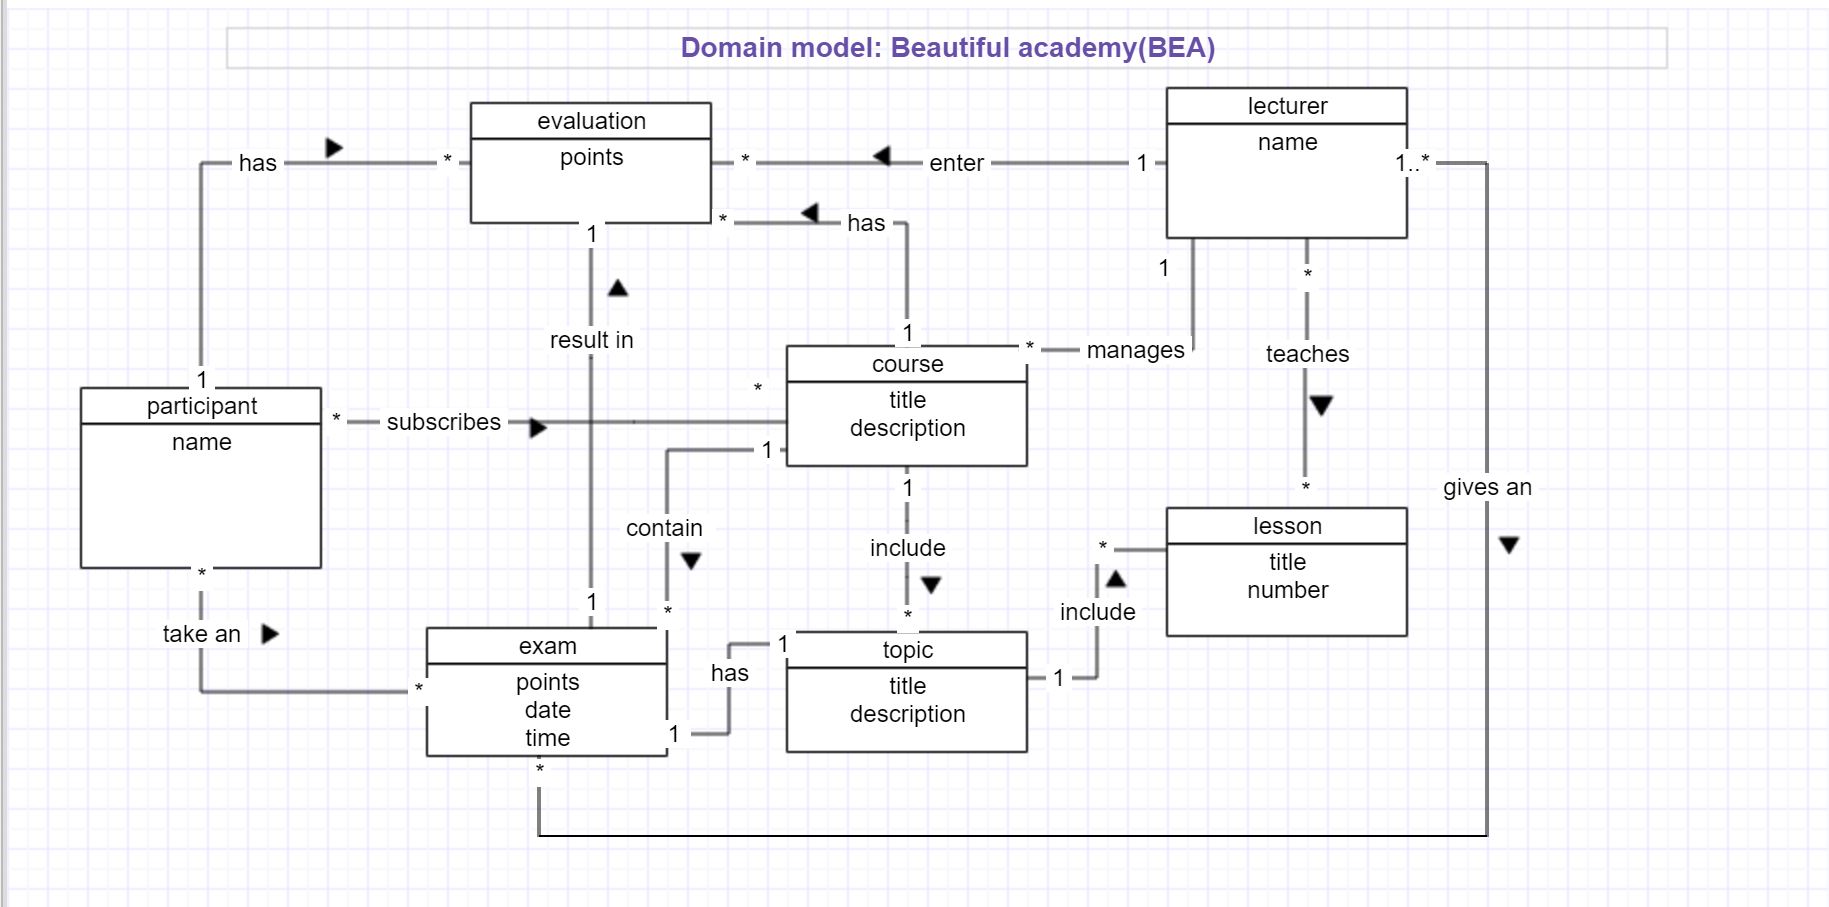 Domain model: Beautiful academy(BEA)
evaluation
points
lecturer
name
has
*
*
enter
1
1..*
*
has
1
1
*
result in
1
*
manages
teaches
1
participant
name
*
subscribes
*
course
title
description
1
1
contain
include
*
*
gives an
lesson
title
number
*
include
*
take an
1
*
exam
points
date
time
*
has
1
1
topic
title
description
1
*